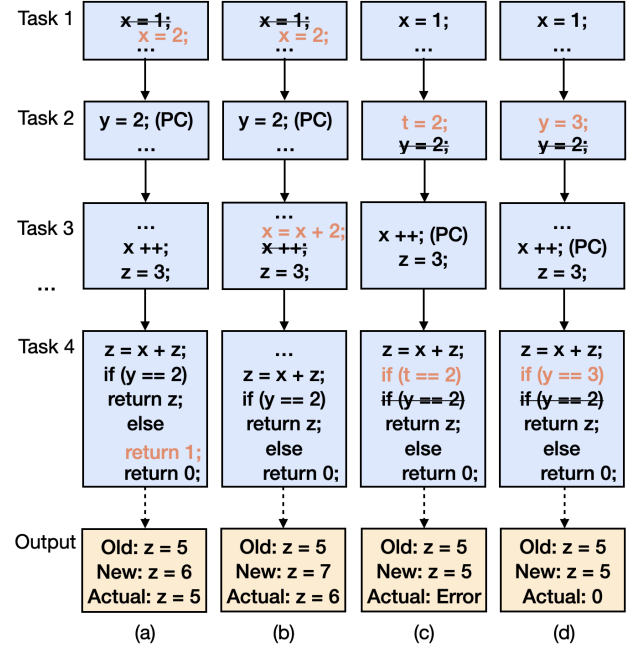 Task 1
x = 1;
x = 2;
...
x = 1;
x = 2;
...
x = 1;
x = 1;
Task 2
y = 2; (PC)
...
y = 2; (PC)
...
t = 2;
y = 2;
y = 3;
y = 2;
Task 3
...
...
x ++;
z = 3;
...
x = x + 2;
x ++;
z = 3;
x ++; (PC)
z = 3;
...
x ++; (PC)
z = 3;
Task 4
z = x + z;
if (y == 2)
return z;
else
return 1;
return 0;
...
z = x + z;
if (y == 2)
return z;
else
return 0;
z = x + z;
if (t == 2)
if (y == 2)
return z;
else
return 0;
z = x + z;
if (y == 3)
if (y == 2)
return z;
else
return 0;
Output
Old: z = 5
New: z = 6
Actual: z = 5
Old: z = 5
New: z = 7
Actual: z = 6
Old: z = 5
New: z = 5
Actual: Error
Old: z = 5
New: z = 5
Actual: 0
(a)
(b)
(c)
(d)